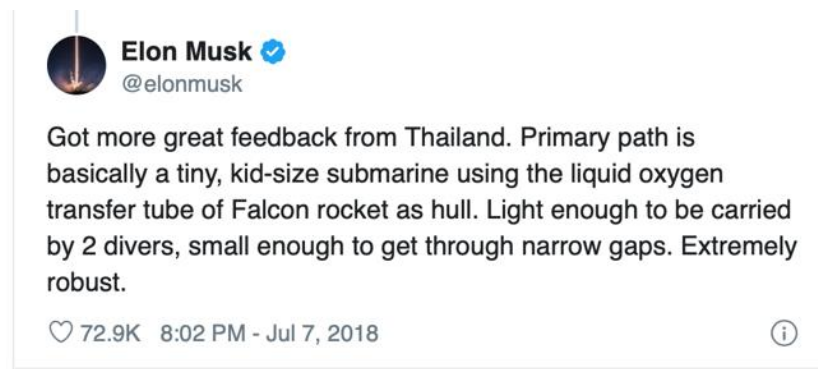 Elon Musk
@elonmusk
Got more great feedback from Thailand. Primary path is
basically a tiny, kid-size submarine using the liquid oxygen
transfer tube of Falcon rocket as hull. Light enough to be carried
by 2 divers, small enough to get through narrow gaps. Extremely
robust.
72.9K 8:02 PM - Jul 7, 2018